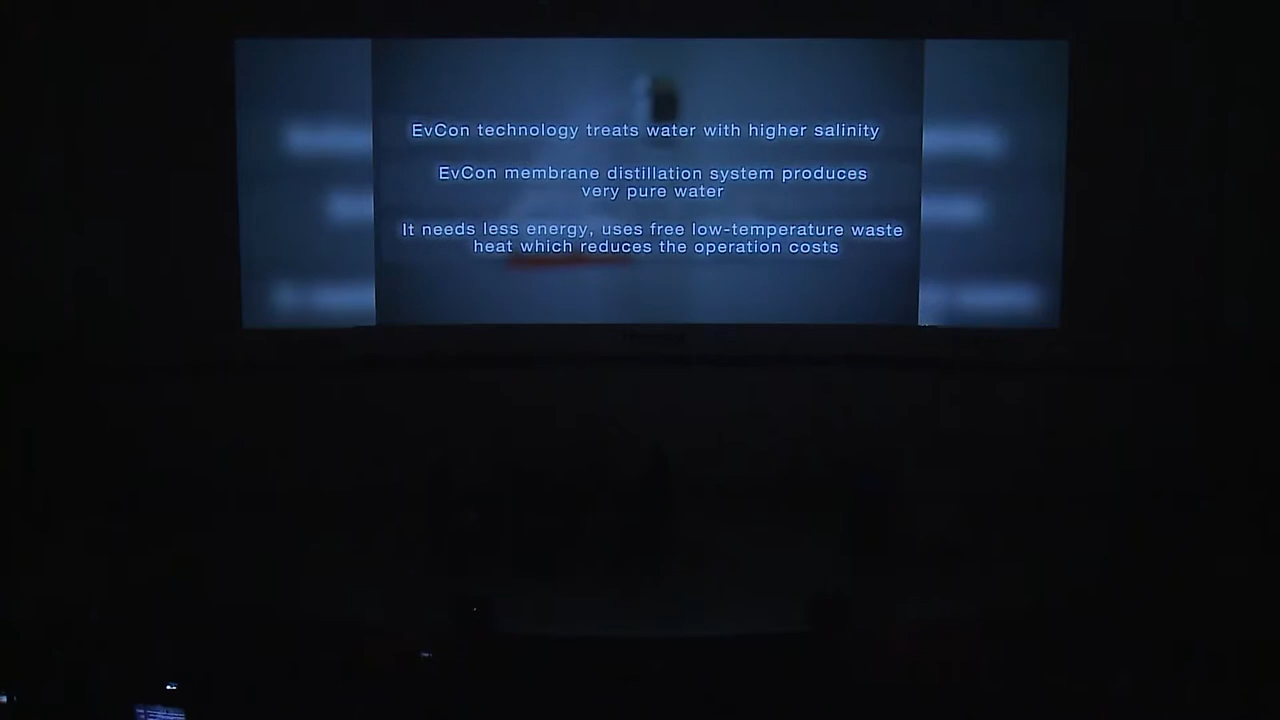 EvCon technology treats water with higher salinity
EvCon membrane distillation system produces
very pure water
It needs less energy, uses free low-temperature waste
heat which reduces the operation costs